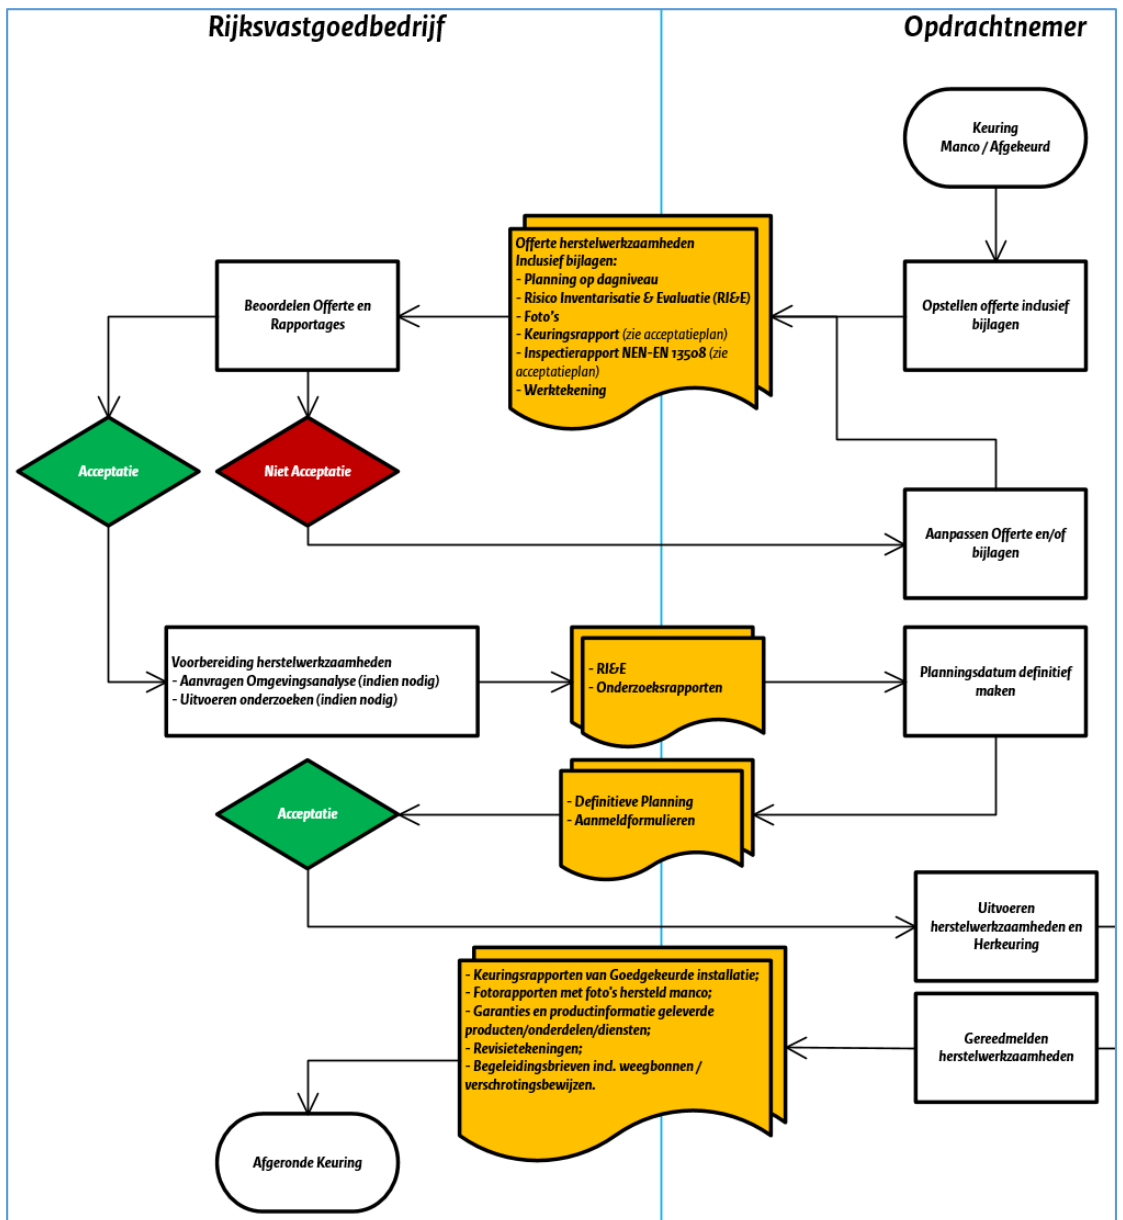 Rijksvastgoedbedrijf
Opdrachtnemer
Keuring
Manco / Afgekeurd
Offerte herstelwerkzaamheden
Inclusief bijlagen:
- Planning op dagniveau
- Risico Inventarisatie & Evaluatie (RI&E)
- Foto's
- Keuringsrapport (zie acceptatieplan)
- Inspectierapport NEN-EN 13508 (zie
acceptatieplan)
- Werktekening
Beoordelen Offerte en
Rapportages
Opstellen offerte inclusief
bijlagen
Acceptatie
Niet Acceptatie
Aanpassen Offerte en/of
bijlagen
Voorbereiding herstelwerkzaamheden
- Aanvragen Omgevingsanalyse (indien nodig)
- Uitvoeren onderzoeken (indien nodig)
- RI&E
- Onderzoeksrapporten
Planningsdatum definitief
maken
Acceptatie
- Definitieve Planning
- Aanmeldformulieren
Uitvoeren
herstelwerkzaamheden en
Herkeuring
- Keuringsrapporten van Goedgekeurde installatie;
- Fotorapporten met foto's hersteld manco;
- Garanties en productinformatie geleverde
producten/onderdelen/diensten;
- Revisietekeningen;
- Begeleidingsbrieven incl. weegbonnen /
verschrotingsbewijzen.
Gereedmelden
herstelwerkzaamheden
Afgeronde Keuring